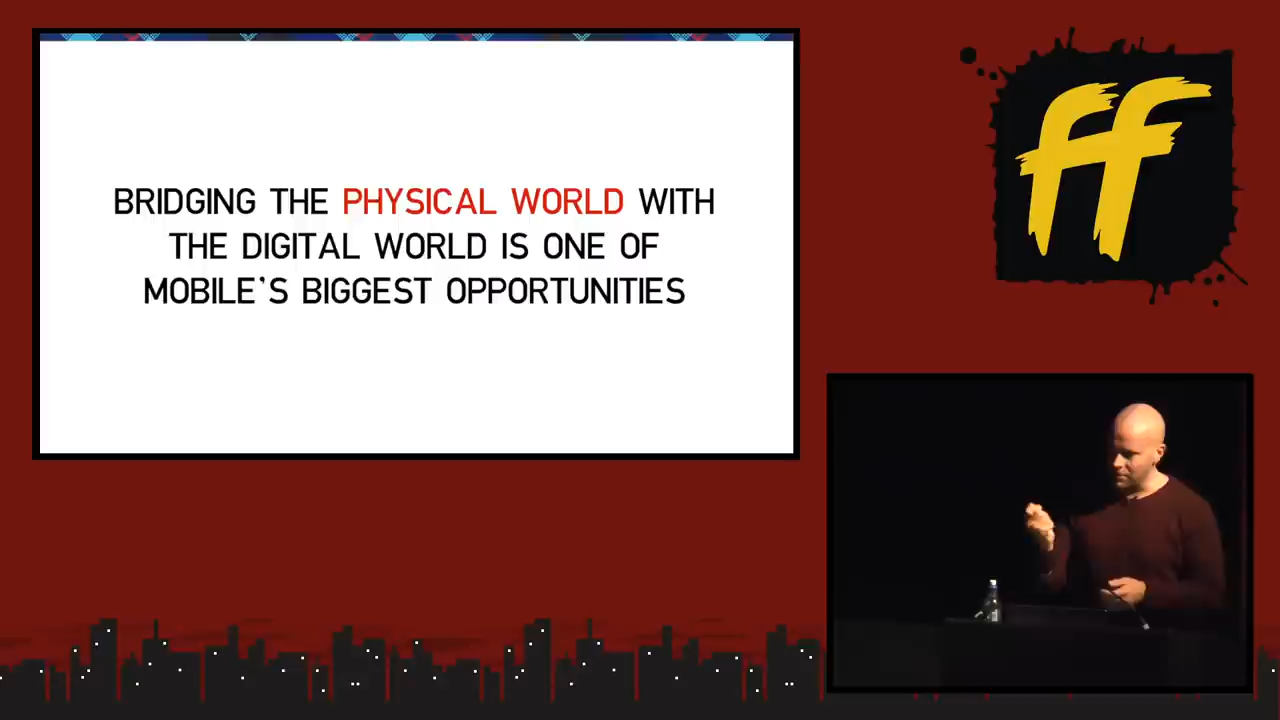 BRIDGING THE PHYSICAL WORLD WITH
THE DIGITAL WORLD IS ONE OF
MOBILE'S BIGGEST OPPORTUNITIES
ff